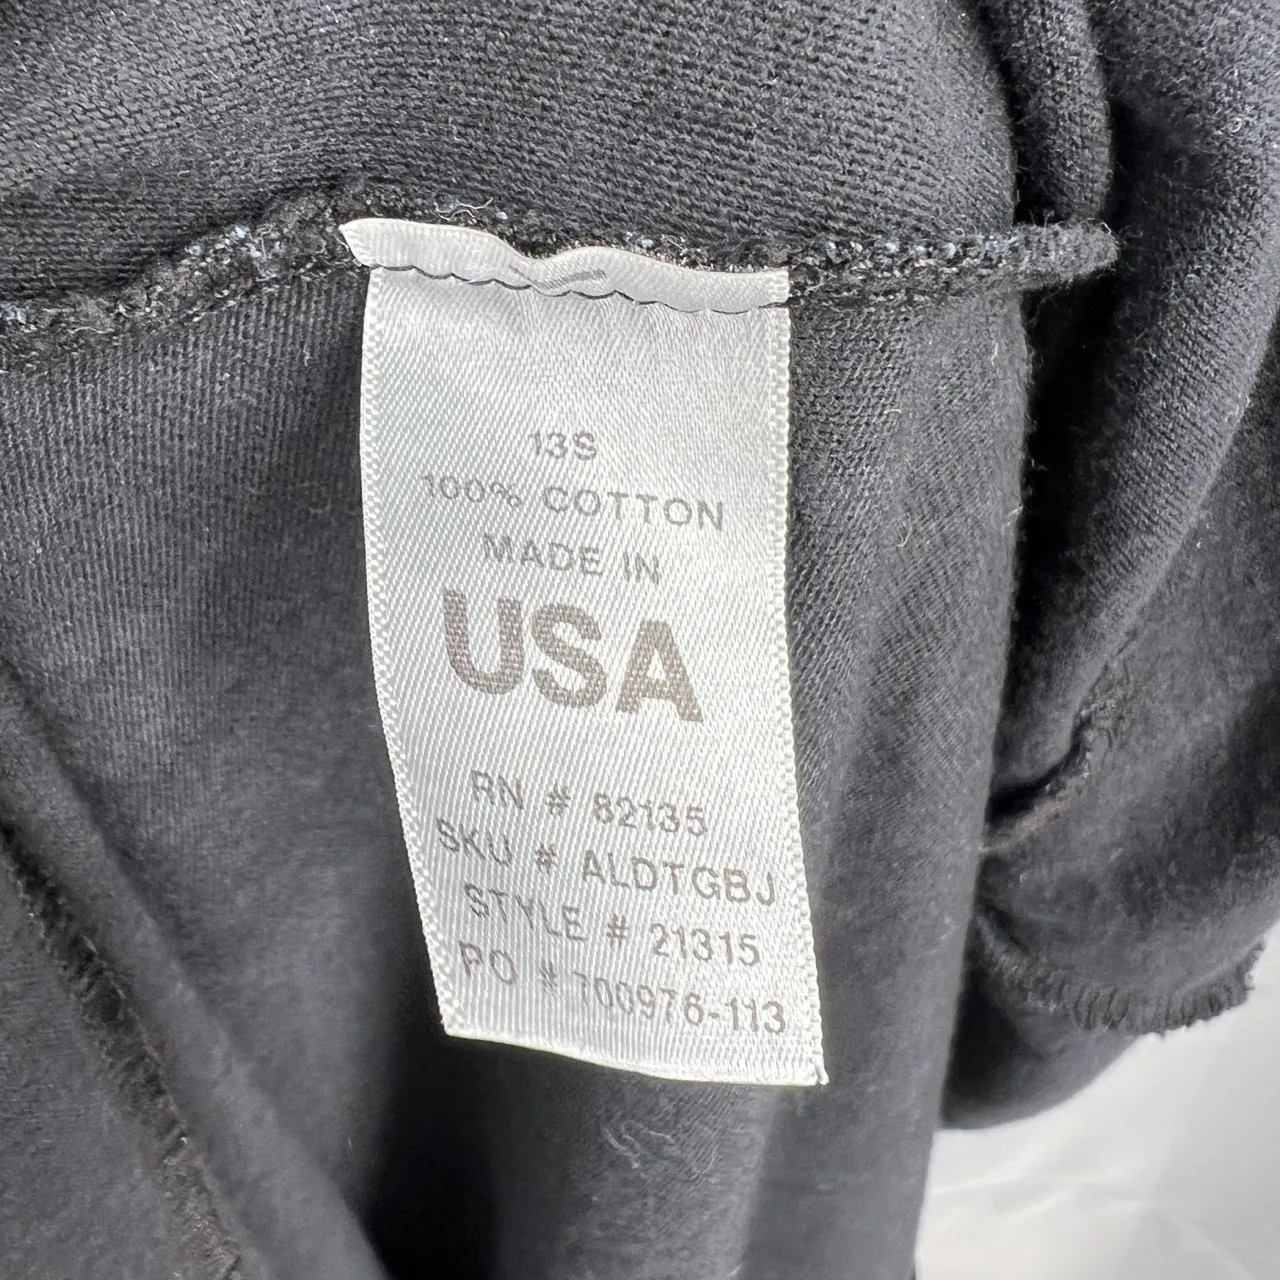 13S
100% COTTON
MADE IN
USA
RN # 82135
SKU # ALDTGBJ
STYLE # 21315
PO # 700976-113